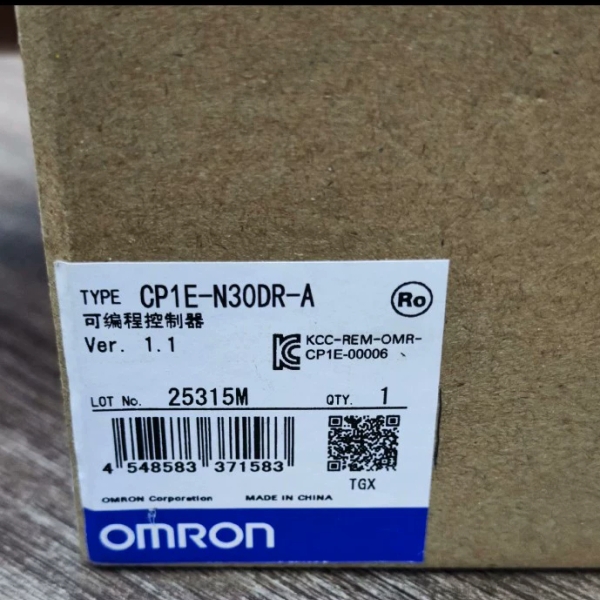 TYPE CP1E-N30DR-A Ro
可编程控制器
Ver. 1.1 KCC-REM-OMR-
CP1E-00006
LOT No. 25315M QTY. 1
4 548583 371583
TGX
OMRON Corporation MADE IN CHINA
OMRON